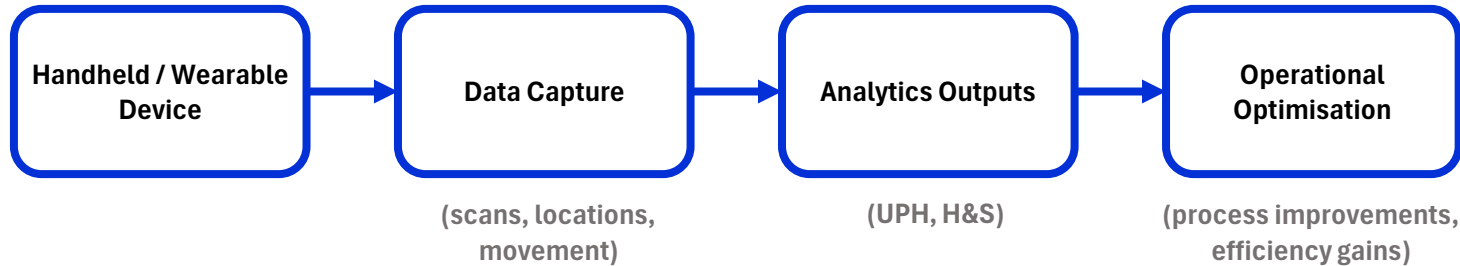 Handheld / Wearable
Device
Data Capture
(scans, locations,
movement)
Analytics Outputs
(UPH, H&S)
Operational
Optimisation
(process improvements,
efficiency gains)